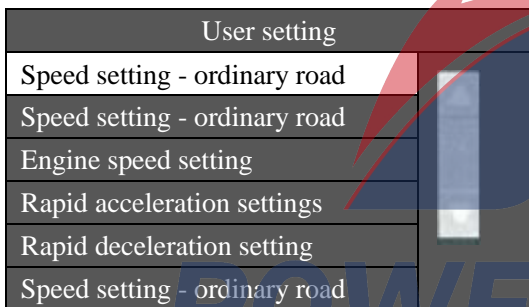 User setting
Speed setting - ordinary road
Speed setting - ordinary road
Engine speed setting
Rapid acceleration settings
Rapid deceleration setting
Speed setting - ordinary road